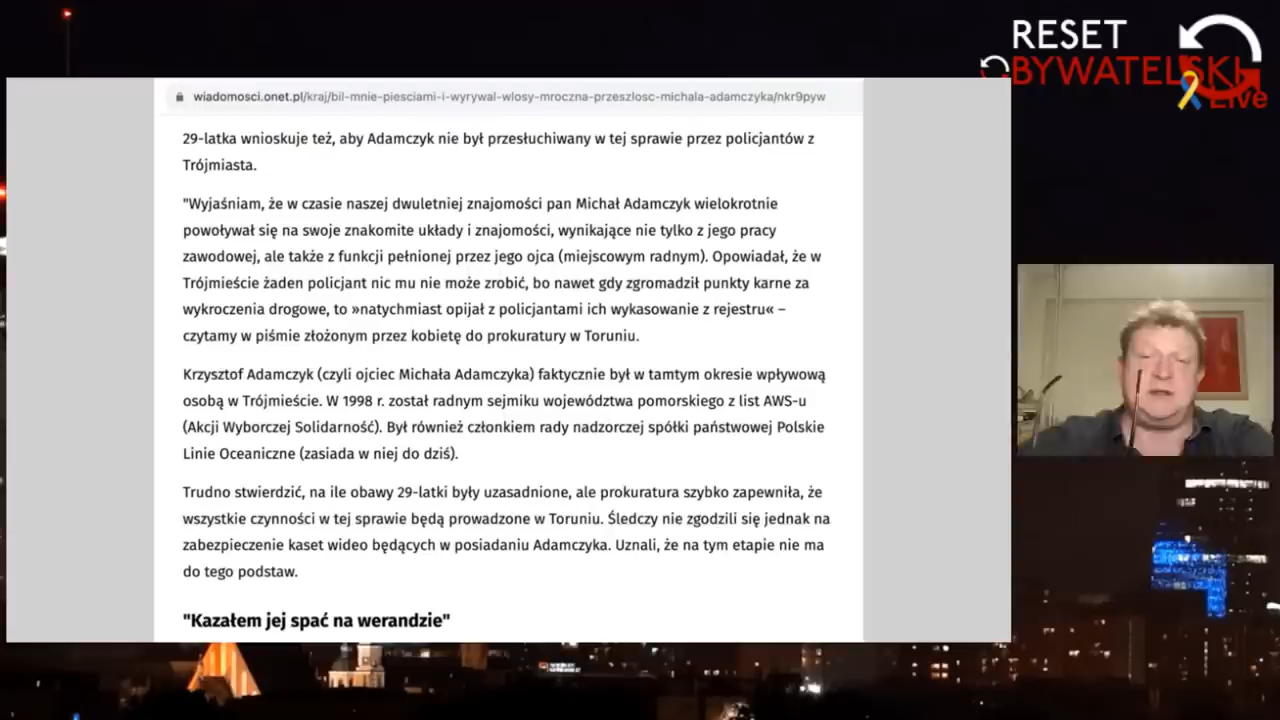 RESET
OBYWATELSKI
Live
wiadomosci.onet.pl/kraj/bil-mnie-piesciami-i-wyrywal-wlosy-mroczna-przeszlosc-michala-adamczyka/nkr9pyw
29-latka wnioskuje też, aby Adamczyk nie był przesłuchiwany w tej sprawie przez policjantów z
Trójmiasta.
"Wyjaśniam, że w czasie naszej dwuletniej znajomości pan Michał Adamczyk wielokrotnie
powoływał się na swoje znakomite układy i znajomości, wynikające nie tylko z jego pracy
zawodowej, ale także z funkcji pełnionej przez jego ojca (miejscowym radnym). Opowiadał, że w
Trójmieście żaden policjant nic mu nie może zrobić, bo nawet gdy zgromadził punkty karne za
wykroczenia drogowe, to »natychmiast opijał z policjantami ich wykasowanie z rejestru« –
czytamy w piśmie złożonym przez kobietę do prokuratury w Toruniu.
Krzysztof Adamczyk (czyli ojciec Michała Adamczyka) faktycznie był w tamtym okresie wpływową
osobą w Trójmieście. W 1998 r. został radnym sejmiku województwa pomorskiego z list AWS-u
(Akcji Wyborczej Solidarność). Był również członkiem rady nadzorczej spółki państwowej Polskie
Linie Oceaniczne (zasiada w niej do dziś).
Trudno stwierdzić, na ile obawy 29-latki były uzasadnione, ale prokuratura szybko zapewniła, że
wszystkie czynności w tej sprawie będą prowadzone w Toruniu. Śledczy nie zgodzili się jednak na
zabezpieczenie kaset wideo będących w posiadaniu Adamczyka. Uznali, że na tym etapie nie ma
do tego podstaw.
"Kazałem jej spać na werandzie"